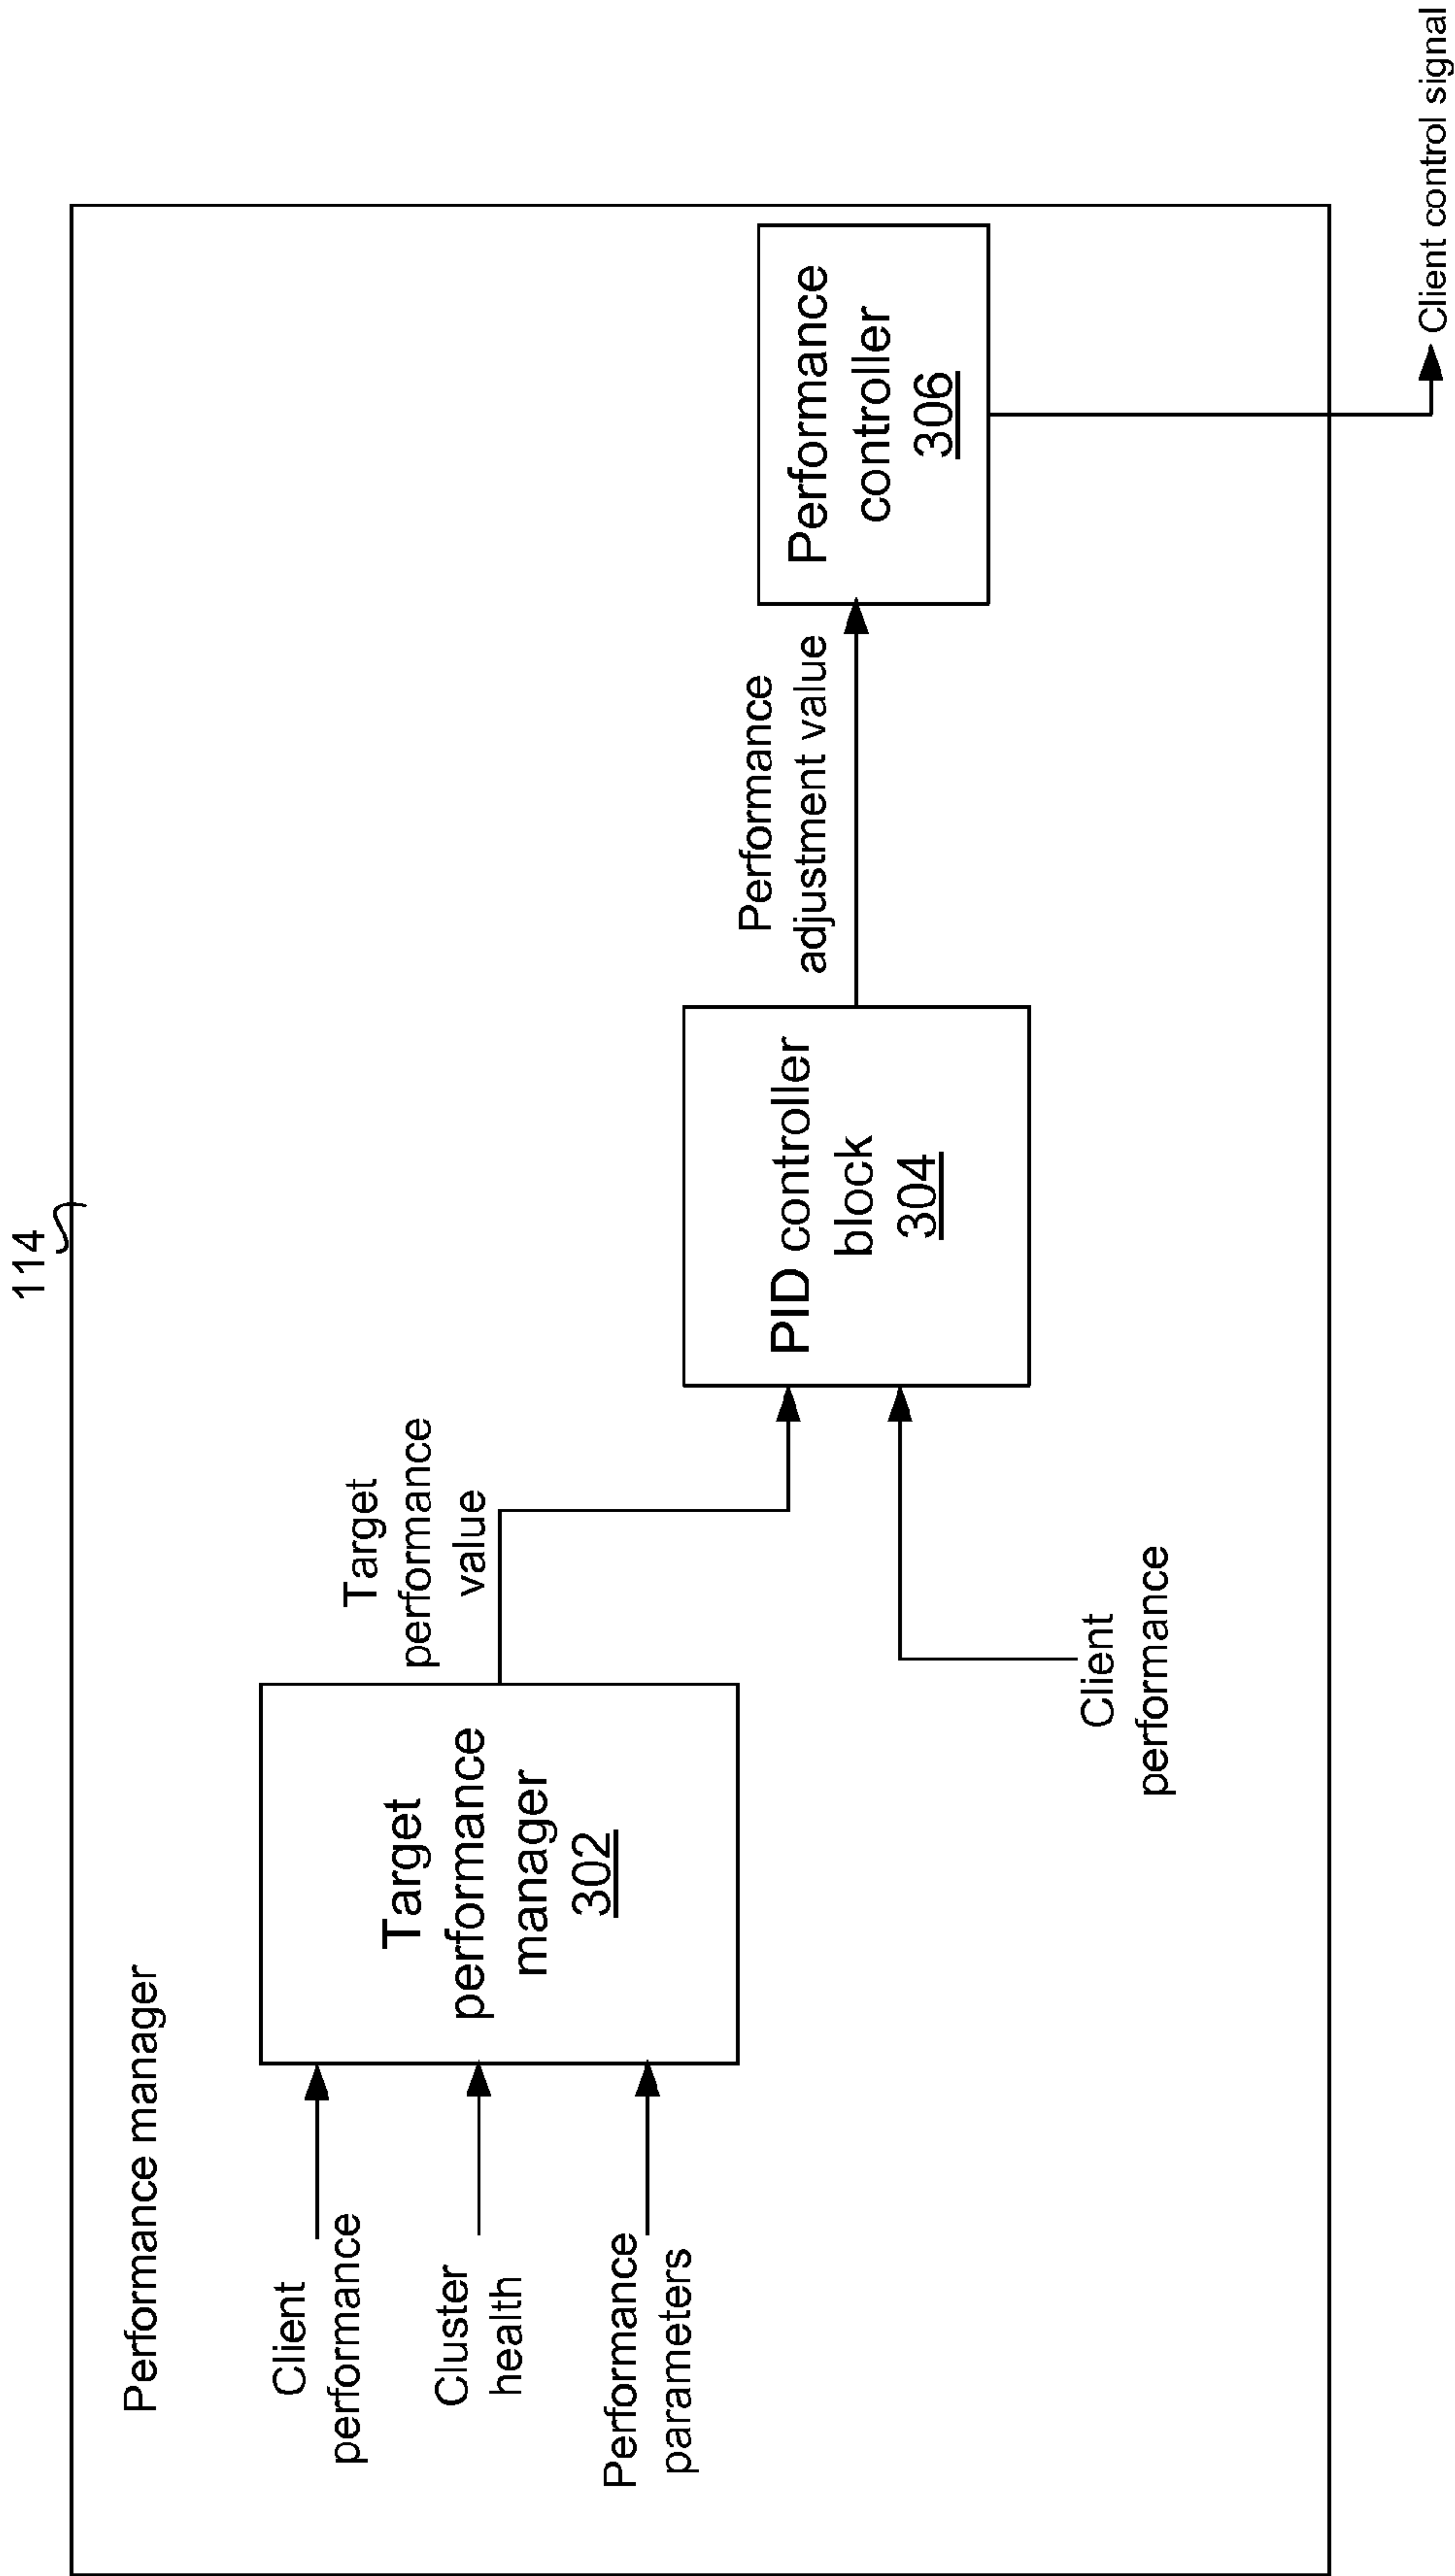 114
Performance manager
Client
performance
Cluster
health
Performance
parameters
Target
performance
manager
302
Target
performance
value
Client
performance
PID controller
block
304
Performance
adjustment value
Performance
controller
306
Client control signal